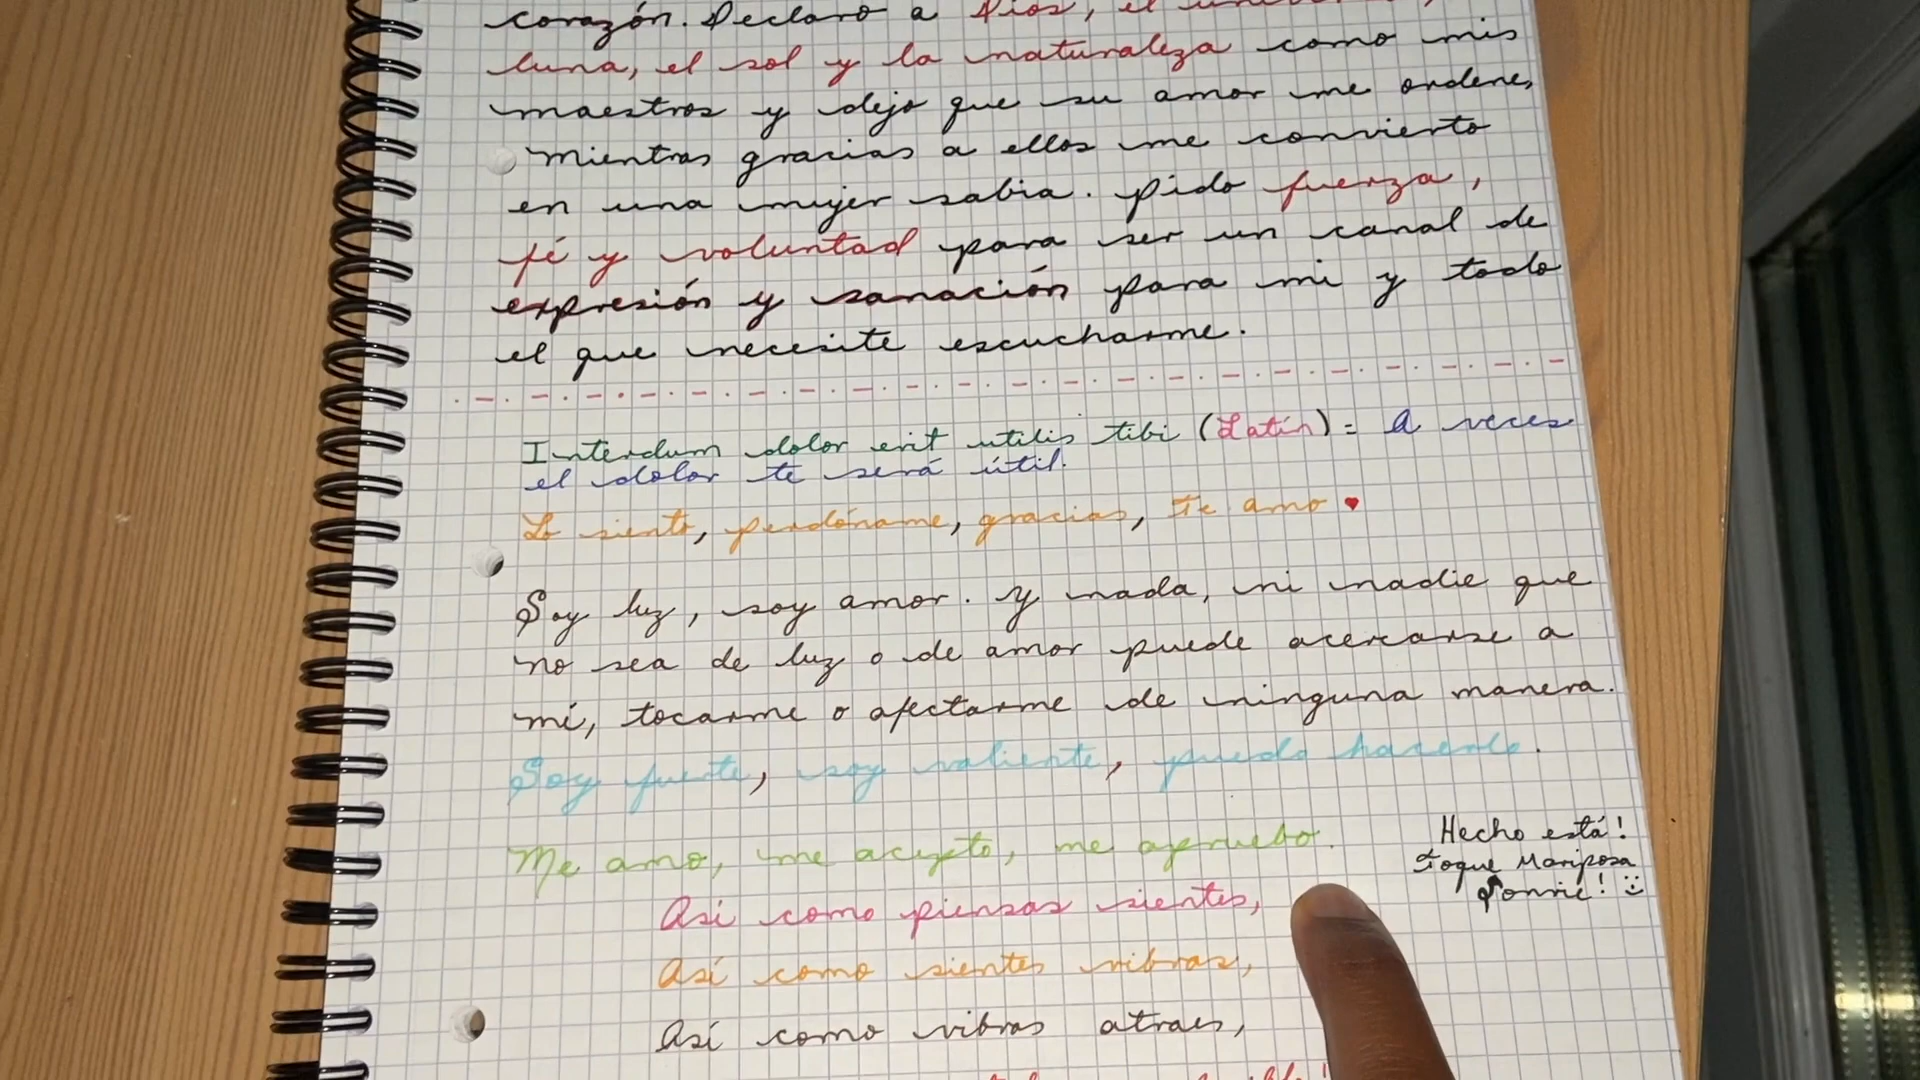 corazón. Declaro a Dios, el
luna, el sol y la naturaleza como mis
maestros y dejo que su amor me ordene,
mientras gracias a ellos me convierto
en una mujer sabia. Pido fuerza,
fé y voluntad para ser un canal de
expresión y sanación para mi y todo
el que necesite escucharme.
Interdum dolor erit utilis tibi (Latín) = A veces
el dolor te será útil.
Lo siento, perdóname, gracias, te amo
Soy luz, soy amor. Y nada, ni nadie que
no sea de luz o de amor puede acercarse a
mí, tocarme o afectarme de ninguna manera.
Soy fuerte, soy valiente, puedo hacerlo.
Me amo, me acepto, me apruebo.
Hecho está!
Toque Mariposa
Sonríe!
Así como piensas sientes,
Así como sientes vibras,
Así como vibras atraes,